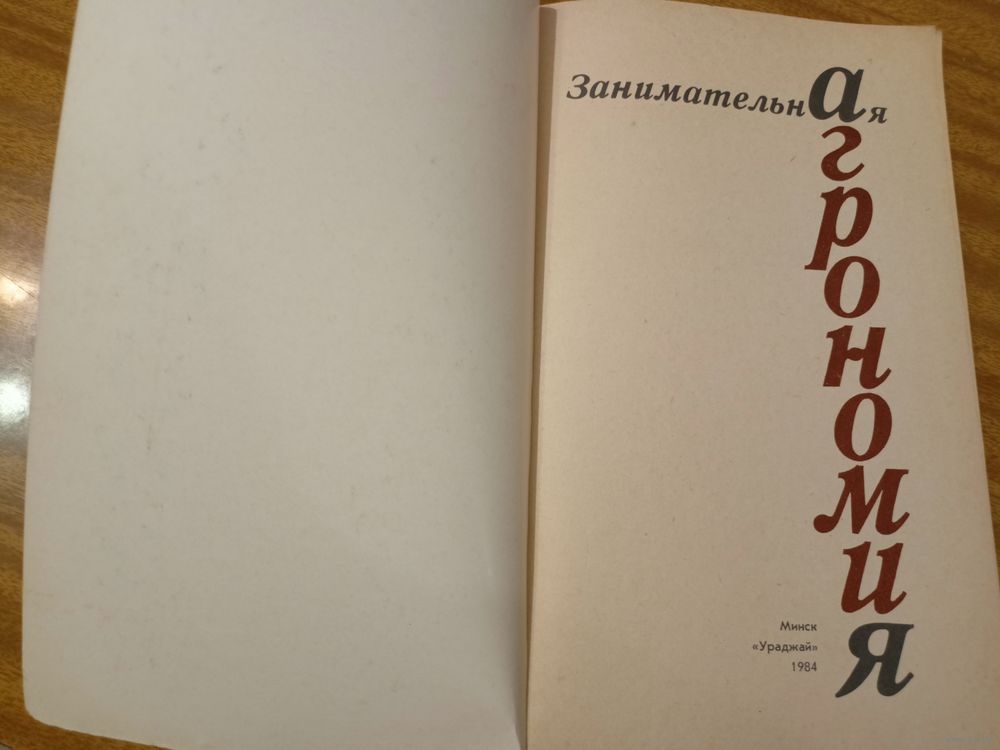 Занимательная
агрономия
Минск
«Ураджай»
1984